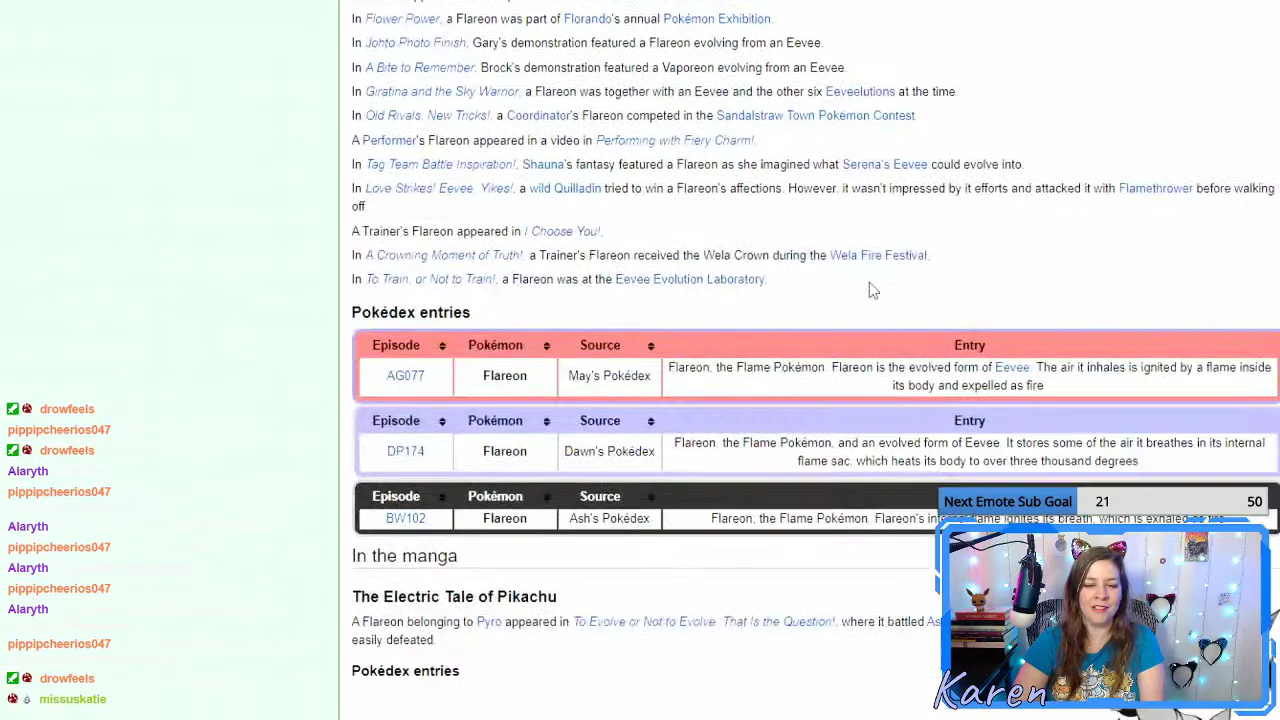 In Flower Power, a Flareon was part of Florando's annual Pokémon Exhibition.
In Johto Photo Finish, Gary's demonstration featured a Flareon evolving from an Eevee.
In A Bite to Remember, Brock's demonstration featured a Vaporeon evolving from an Eevee.
In Giratina and the Sky Warrior, a Flareon was together with an Eevee and the other six Eeveelutions at the time.
In Old Rivals, New Tricks!, a Coordinator's Flareon competed in the Sandalstraw Town Pokémon Contest
A Performer's Flareon appeared in a video in Performing with Fiery Charm!.
In Tag Team Battle Inspiration!, Shauna's fantasy featured a Flareon as she imagined what Serena's Eevee could evolve into.
In Love Strikes! Eevee, Yikes!, a wild Quilladin tried to win a Flareon's affections. However, it wasn't impressed by it efforts and attacked it with Flamethrower before walking
off
A Trainer's Flareon appeared in I Choose You!.
In A Crowning Moment of Truth!, a Trainer's Flareon received the Wela Crown during the Wela Fire Festival.
In To Train, or Not to Train!, a Flareon was at the Eevee Evolution Laboratory.
Pokédex entries
Episode Pokémon Source Entry
AG077 Flareon May's Pokédex Flareon, the Flame Pokémon. Flareon is the evolved form of Eevee. The air it inhales is ignited by a flame inside
its body and expelled as fire
Episode Pokémon Source Entry
DP174 Flareon Dawn's Pokédex Flareon, the Flame Pokémon, and an evolved form of Eevee. It stores some of the air it breathes in its internal
flame sac, which heats its body to over three thousand degrees
Episode Pokémon Source
BW102 Flareon Ash's Pokédex Flareon, the Flame Pokémon. Flareon's internal flame ignites its breath, which is exhaled as fire
In the manga
The Electric Tale of Pikachu
A Flareon belonging to Pyro appeared in To Evolve or Not to Evolve, That Is the Question!, where it battled
easily defeated.
Pokédex entries
drowfeels
pippipcheerios047
drowfeels
Alaryth
pippipcheerios047
Alaryth
pippipcheerios047
Alaryth
pippipcheerios047
Alaryth
pippipcheerios047
drowfeels
missuskatie
Next Emote Sub Goal 21 50
Karen